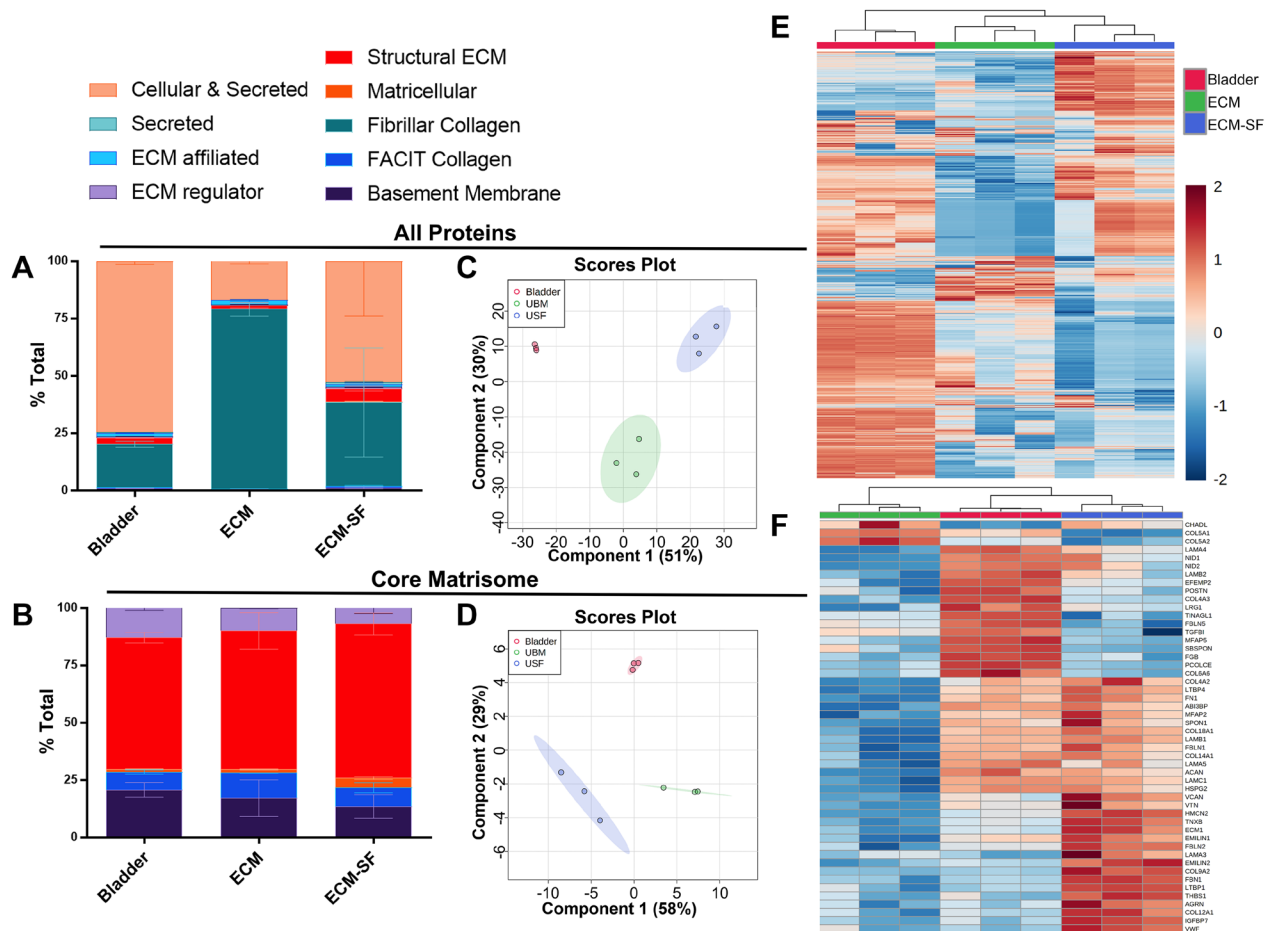 Cellular & Secreted
Secreted
ECM affiliated
ECM regulator
Structural ECM
Matricellular
Fibrillar Collagen
FACIT Collagen
Basement Membrane
All Proteins
A
% Total
100
75
50
25
0
Bladder
ECM
ECM-SF
C
Scores Plot
Bladder
UBM
USF
Component 2 (30%)
20
10
0
-10
-20
-30
-40
-30
-20
-10
0
10
20
30
Component 1 (51%)
Core Matrisome
B
% Total
100
75
50
25
0
Bladder
ECM
ECM-SF
D
Scores Plot
Bladder
UBM
USF
Component 2 (29%)
6
4
2
0
-2
-4
-6
-10
-5
0
5
10
Component 1 (58%)
E
Bladder
ECM
ECM-SF
2
1
0
-1
-2
F
CHADL
COL5A1
COL5A2
LAMA4
NID1
NID2
LAMB2
EFEMP2
POSTN
COL4A3
LRG1
TINAGL1
FBLN5
TGFBI
MFAP5
SBSPON
FGB
PCOLCE
COL6A6
COL4A2
LTBP4
FN1
ABI3BP
MFAP2
SPON1
COL18A1
LAMB1
FBLN1
COL14A1
LAMA5
ACAN
LAMC1
HSPG2
VCAN
VTN
HMCN2
TNXB
ECM1
EMILIN1
FBLN2
LAMA3
EMILIN2
COL9A2
FBN1
LTBP1
THBS1
AGRN
COL12A1
IGFBP7
VWF